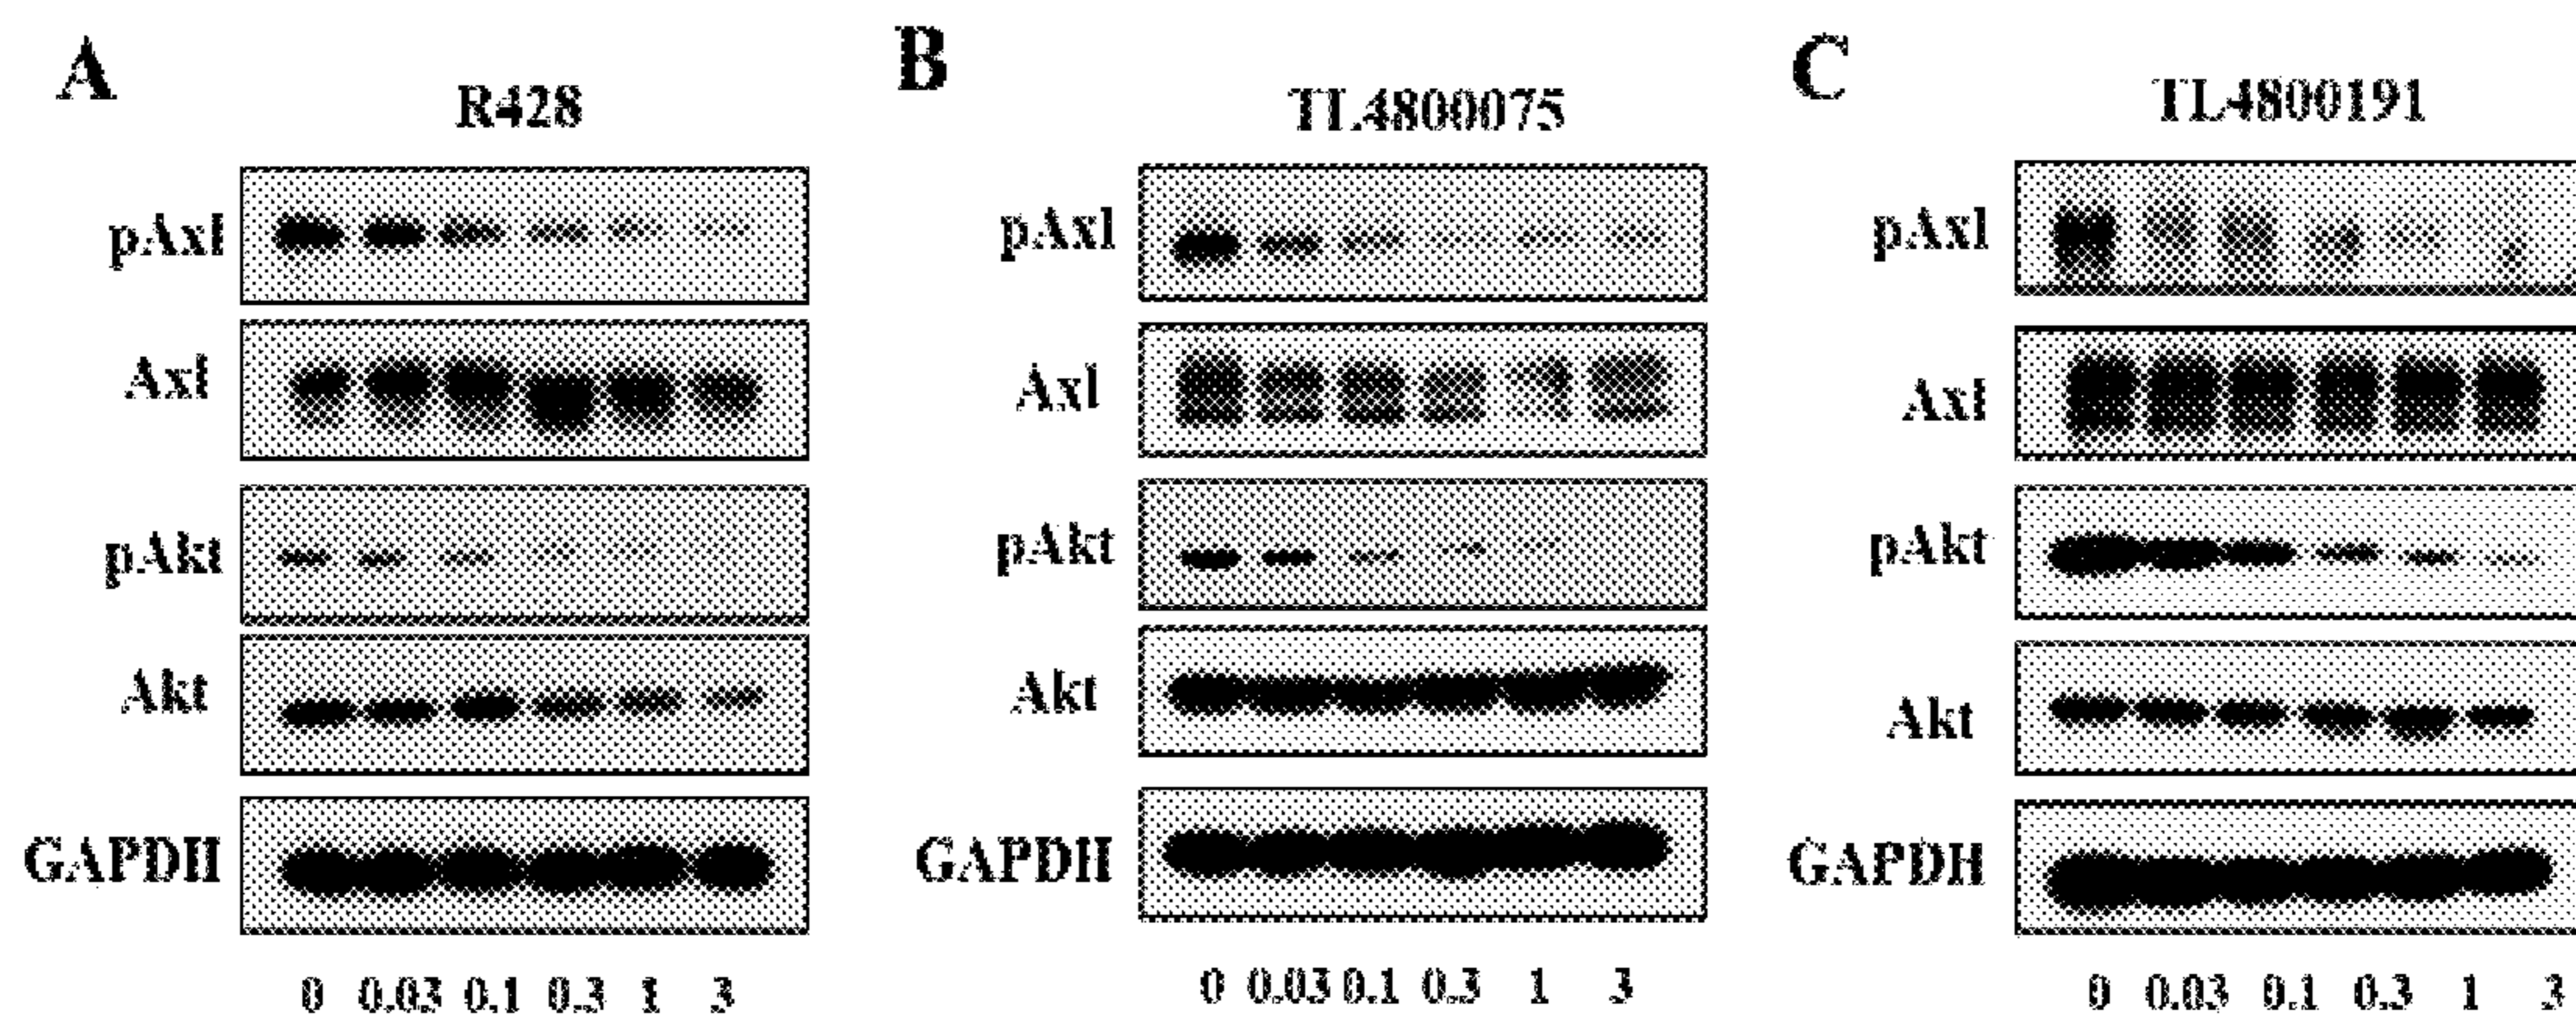 A
R428
pAxl
Axl
pAkt
Akt
GAPDH
0 0.03 0.1 0.3 1 3
B
TL4800075
pAxl
Axl
pAkt
Akt
GAPDH
0 0.03 0.1 0.3 1 3
C
TL4800191
pAxl
Axl
pAkt
Akt
GAPDH
0 0.03 0.1 0.3 1 3